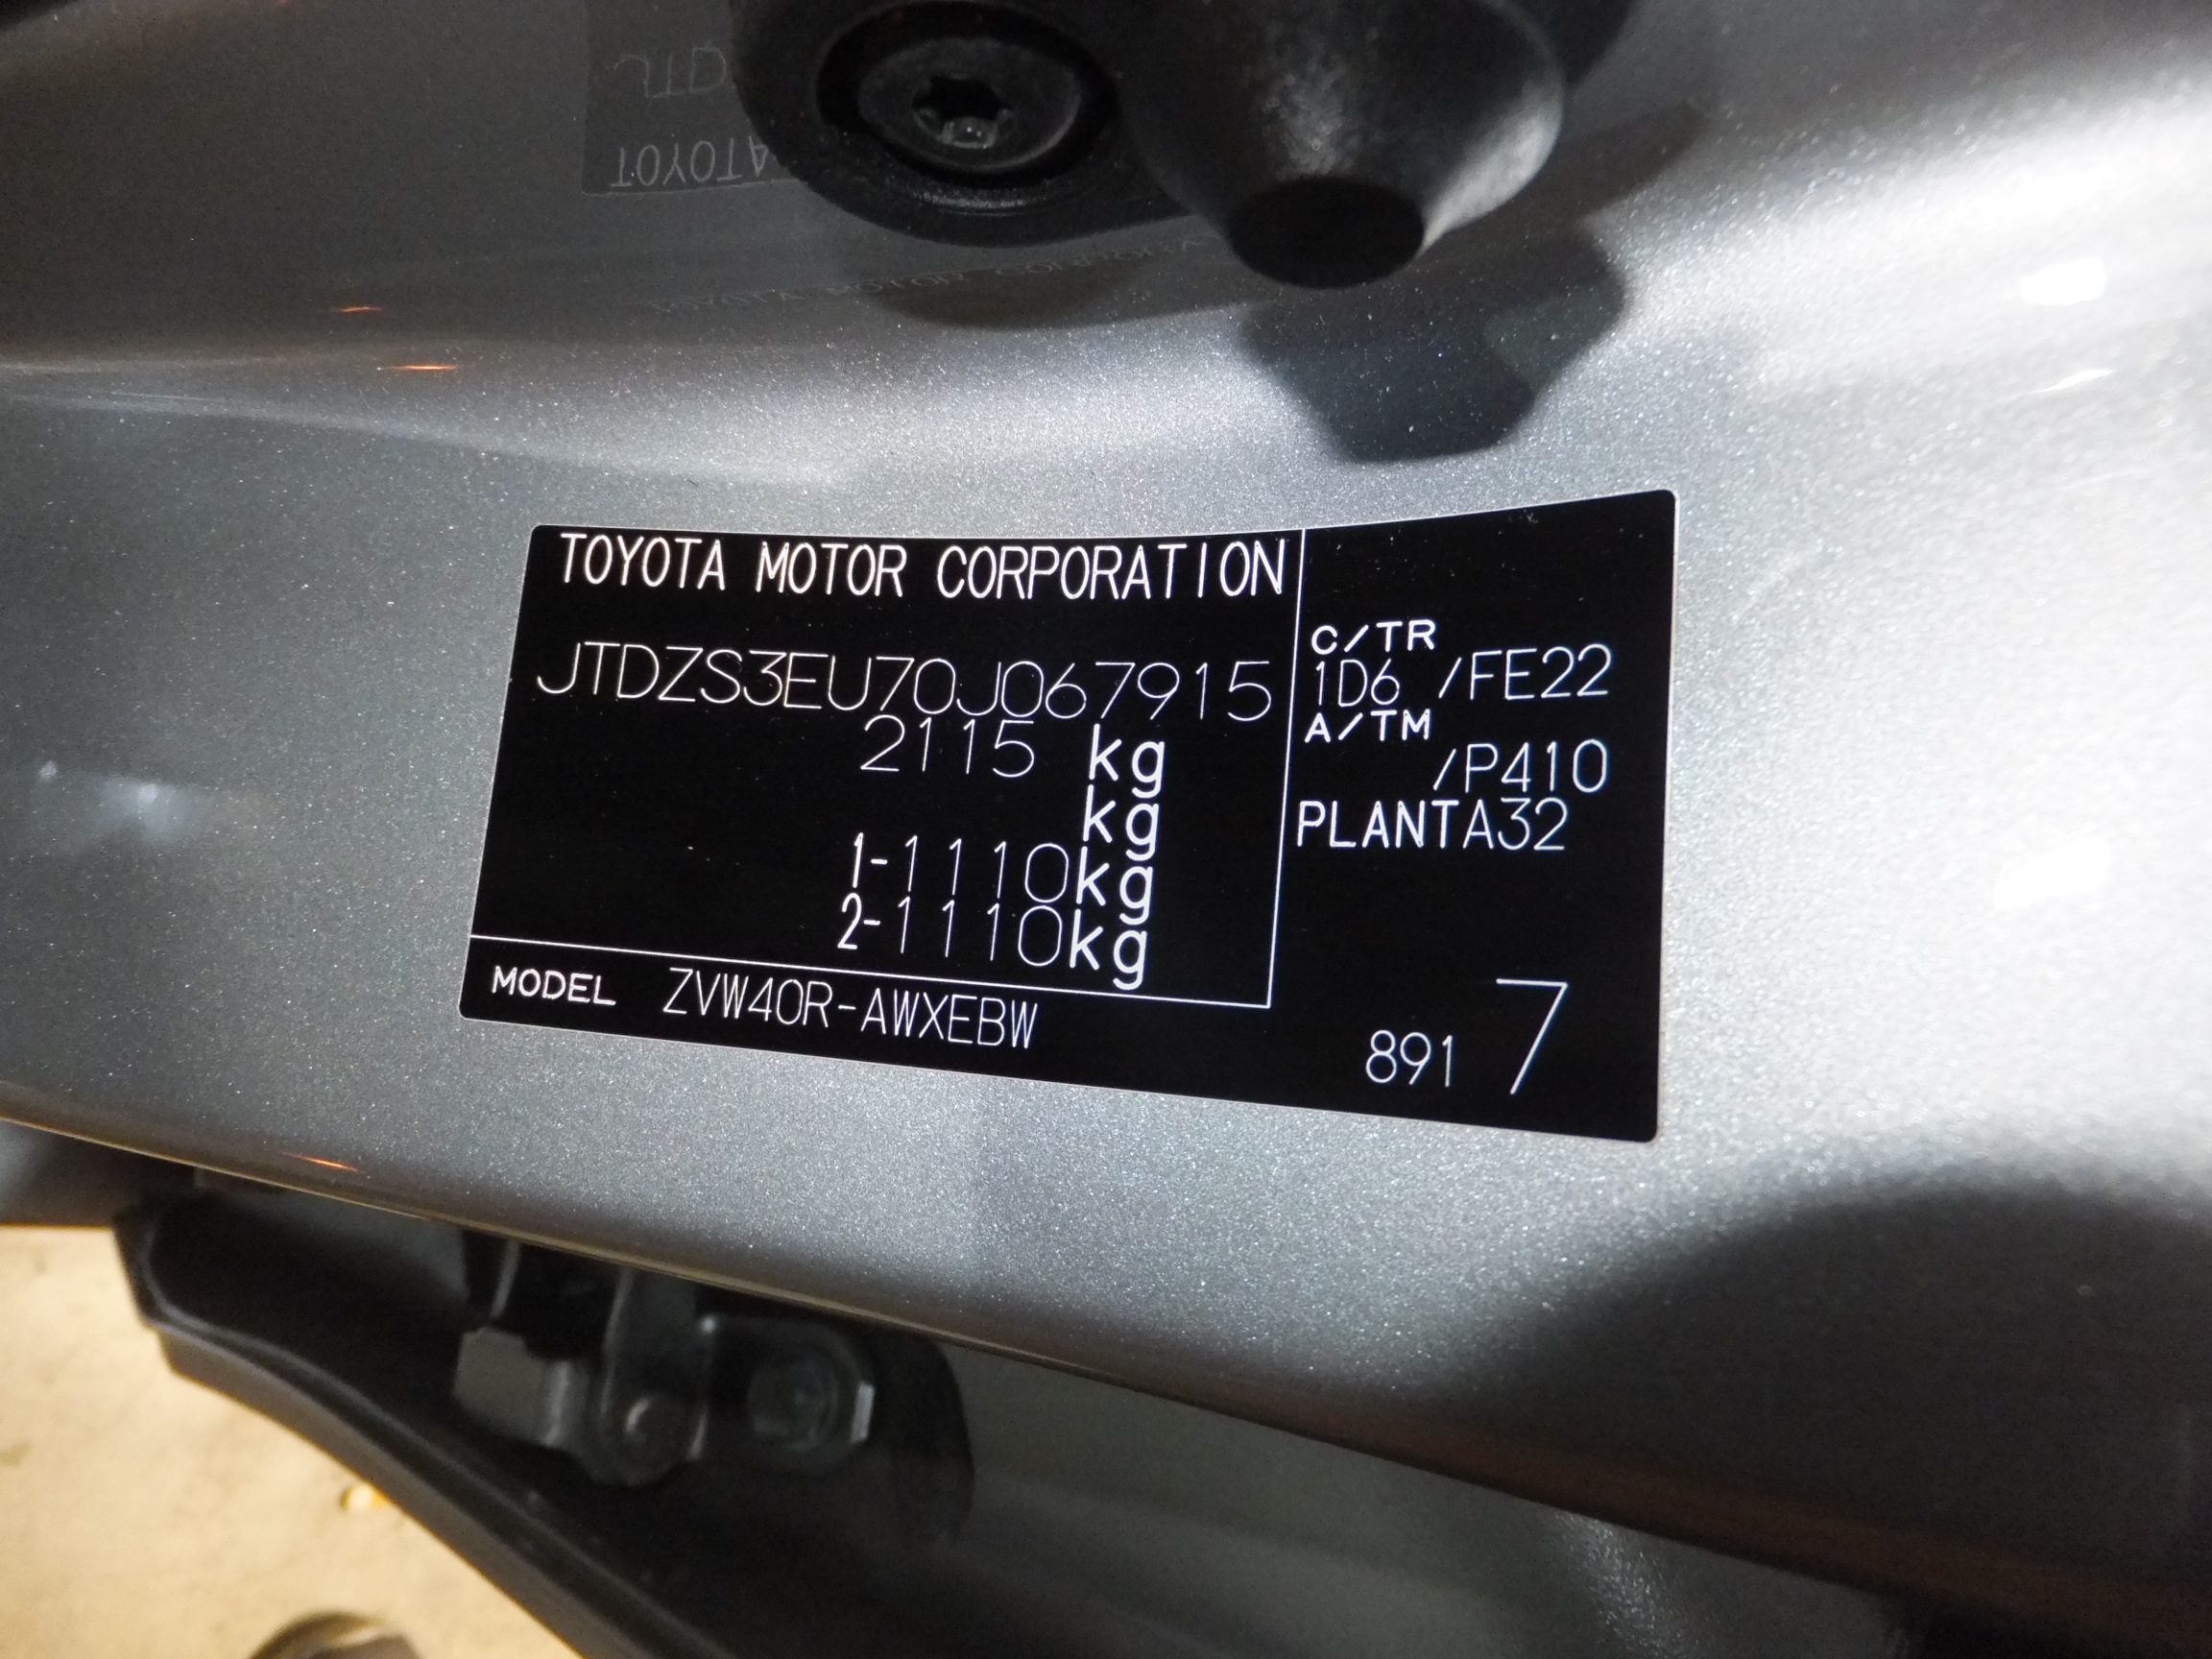 TOYOTA MOTOR CORPORATION
JTDZS3EU70J067915
2115 kg
kg
1-1110kg
2-1110kg
MODEL ZVW40R-AWXEBW
C/TR
1D6 /FE22
A/TM
/P410
PLANTA32
891 7